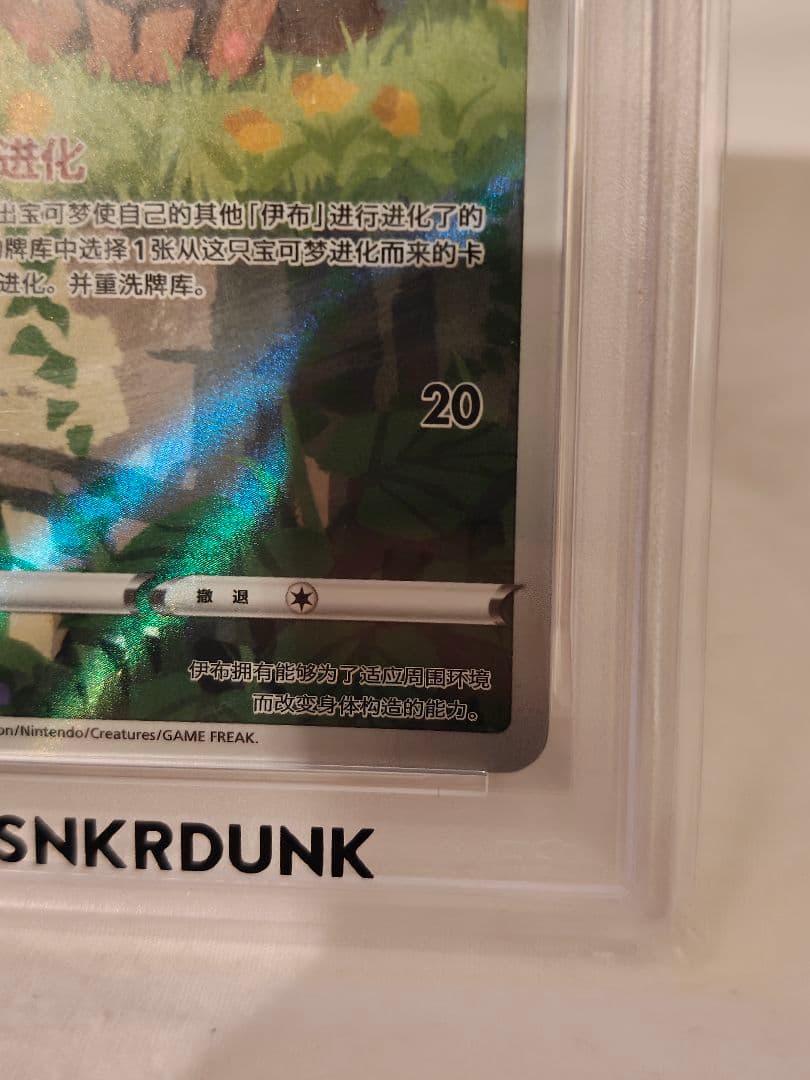 进化
出宝可梦使自己的其他「伊布」进行进化了的
牌库中选择1张从这只宝可梦进化而来的卡
进化。并重洗牌库。
20
撤 退
伊布拥有能够为了适应周围环境
而改变身体构造的能力。
on/Nintendo/Creatures/GAME FREAK.
SNKRDUNK